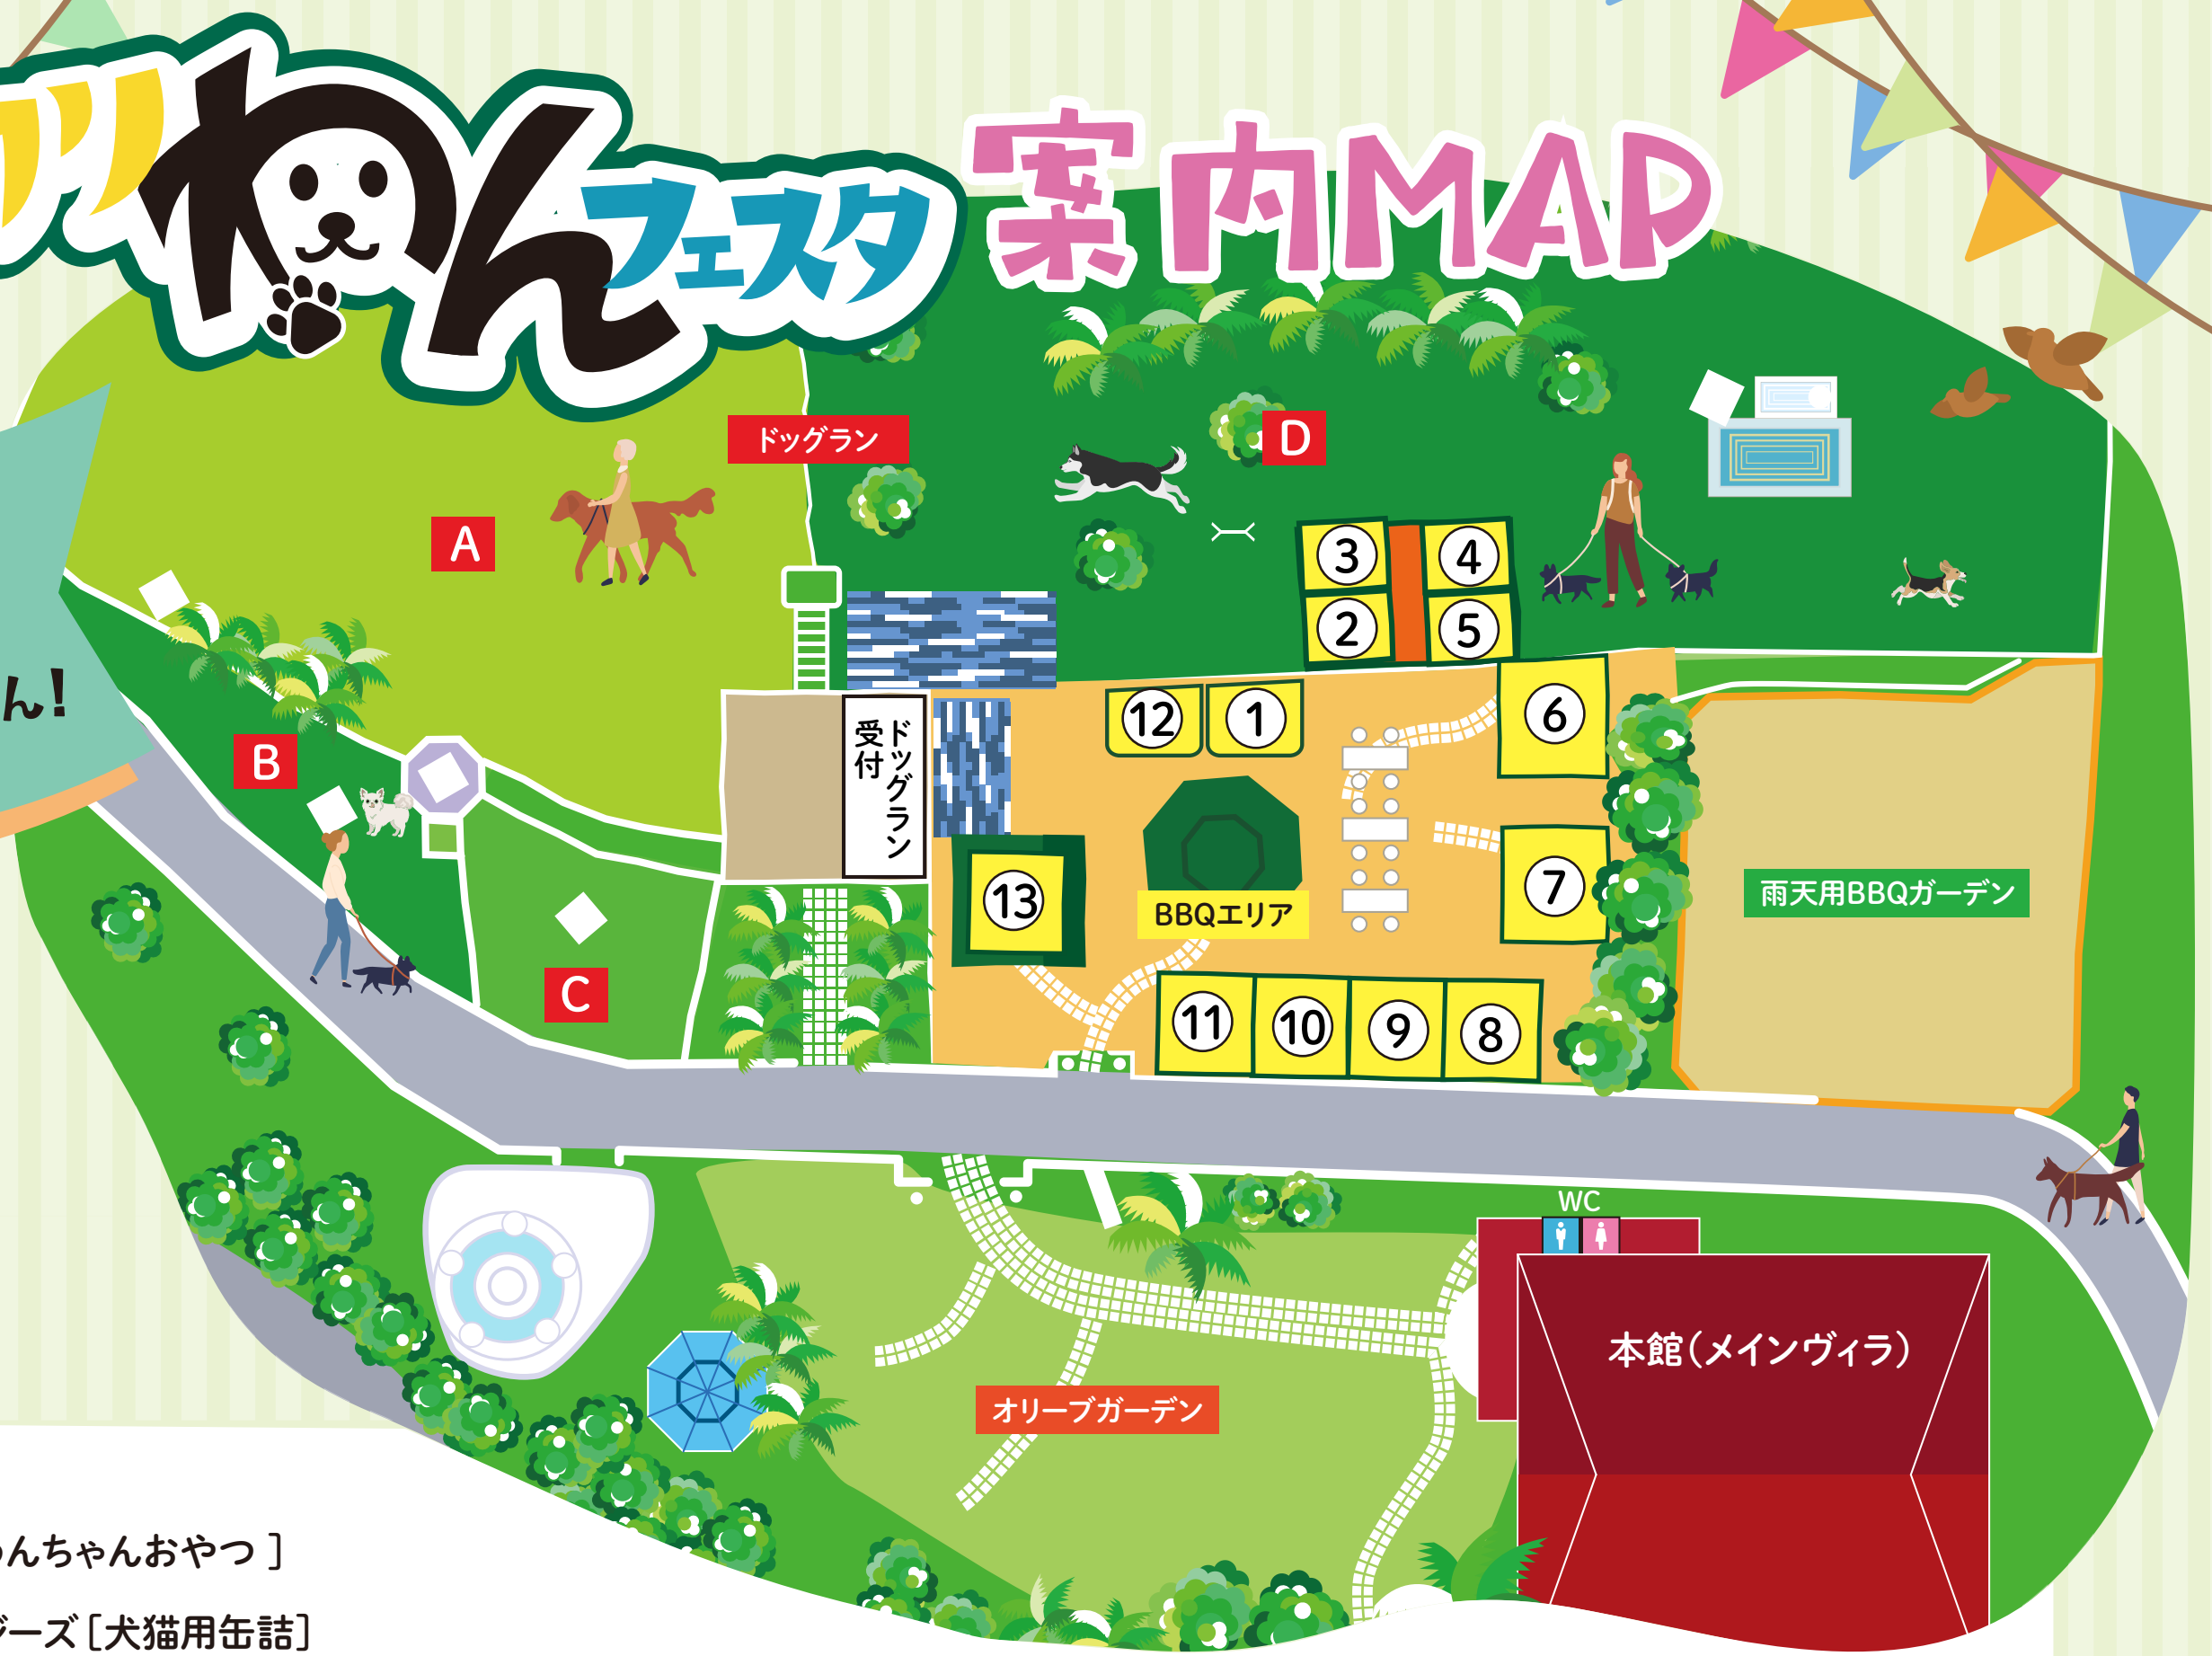 わんフェスタ
案内MAP
ドッグラン
D
A
3
4
2
5
ん!
B
12
1
6
ドッグラン
受付
13
BBQエリア
7
雨天用BBQガーデン
C
11
10
9
8
WC
本館(メインヴィラ)
オリーブガーデン
んちゃんおやつ ]
ーズ [犬猫用缶詰]